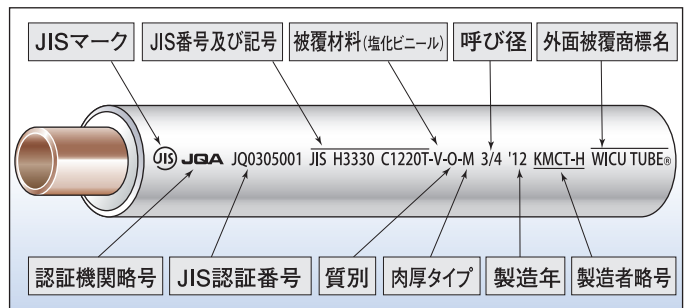 JISマーク JIS番号及び記号 被覆材料(塩化ビニール) 呼び径 外面被覆商標名
JIS JQA JQ0305001 JIS H3330 C1220T-V-O-M 3/4 '12 KMCT-H WICU TUBE®
認証機関略号 JIS認証番号 質別 肉厚タイプ 製造年 製造者略号